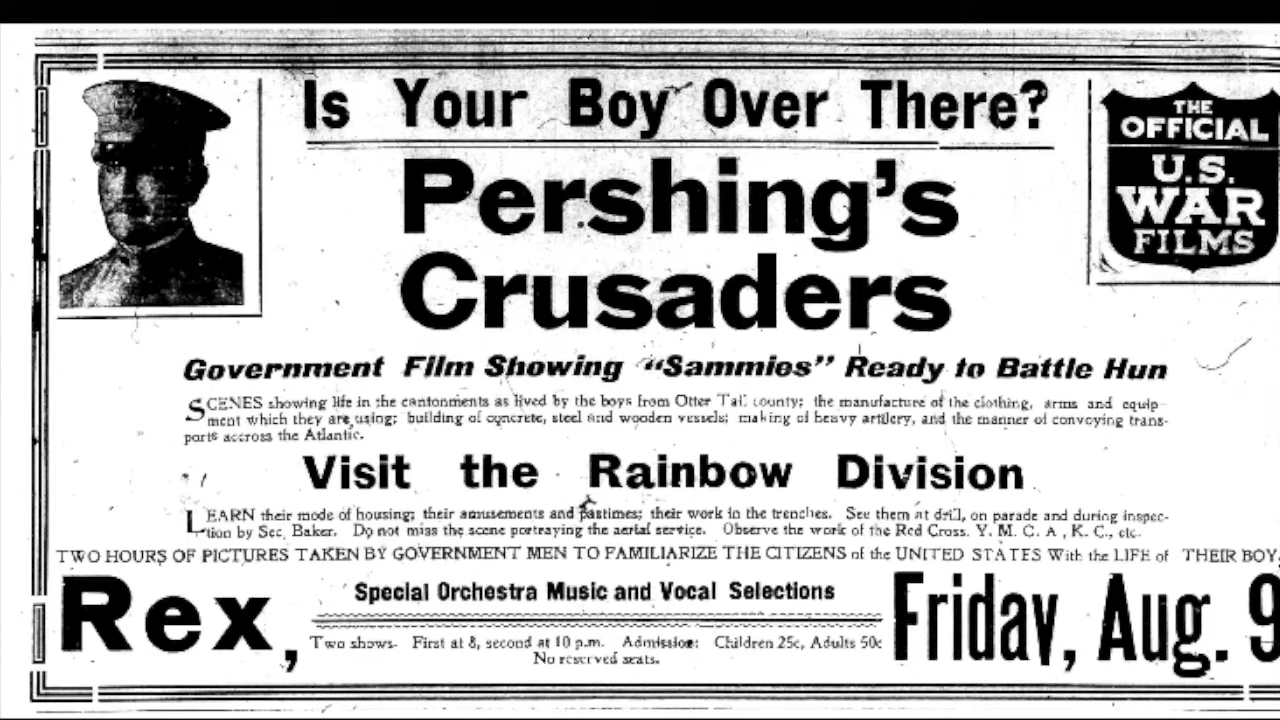 Is Your Boy Over There?
THE
OFFICIAL
U.S.
WAR
FILMS
Pershing's
Crusaders
Government Film Showing "Sammies" Ready to Battle Hun
SCENES showing life in the cantonments as lived by the boys from Otter Tail county; the manufacture of the clothing, arms and equip-
ment which they are using; building of concrete, steel and wooden vessels; making of heavy artillery, and the manner of convoying trans-
ports accross the Atlantic.
Visit the Rainbow Division
LEARN their mode of housing; their amusements and pastimes; their work in the trenches. See them at drill, on parade and during inspec-
tion by Sec. Baker. Do not miss the scene portraying the aerial service. Observe the work of the Red Cross. Y. M. C. A , K. C., etc.
TWO HOURS OF PICTURES TAKEN BY GOVERNMENT MEN TO FAMILIARIZE THE CITIZENS of the UNITED STATES With the LIFE of THEIR BOY
Rex,
Special Orchestra Music and Vocal Selections
Two shows. First at 8, second at 10 p.m. Admission: Children 25c, Adults 50c
No reserved seats.
Friday, Aug. 9